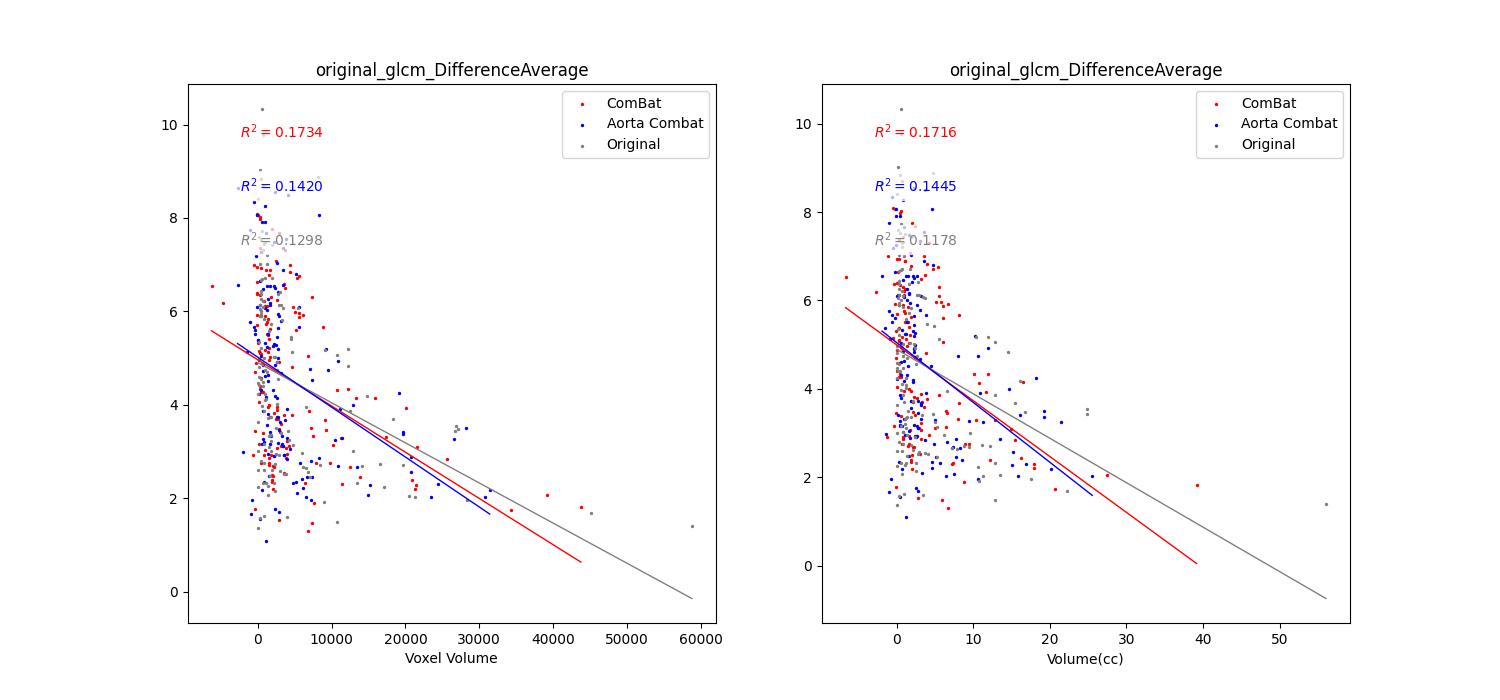 original_glcm_DifferenceAverage
ComBat
Aorta Combat
Original
R² = 0.1734
R² = 0.1420
R² = 0.1298
10
8
6
4
2
0
0 10000 20000 30000 40000 50000 60000
Voxel Volume
original_glcm_DifferenceAverage
ComBat
Aorta Combat
Original
R² = 0.1716
R² = 0.1445
R² = 0.1178
10
8
6
4
2
0
0 10 20 30 40 50
Volume(cc)